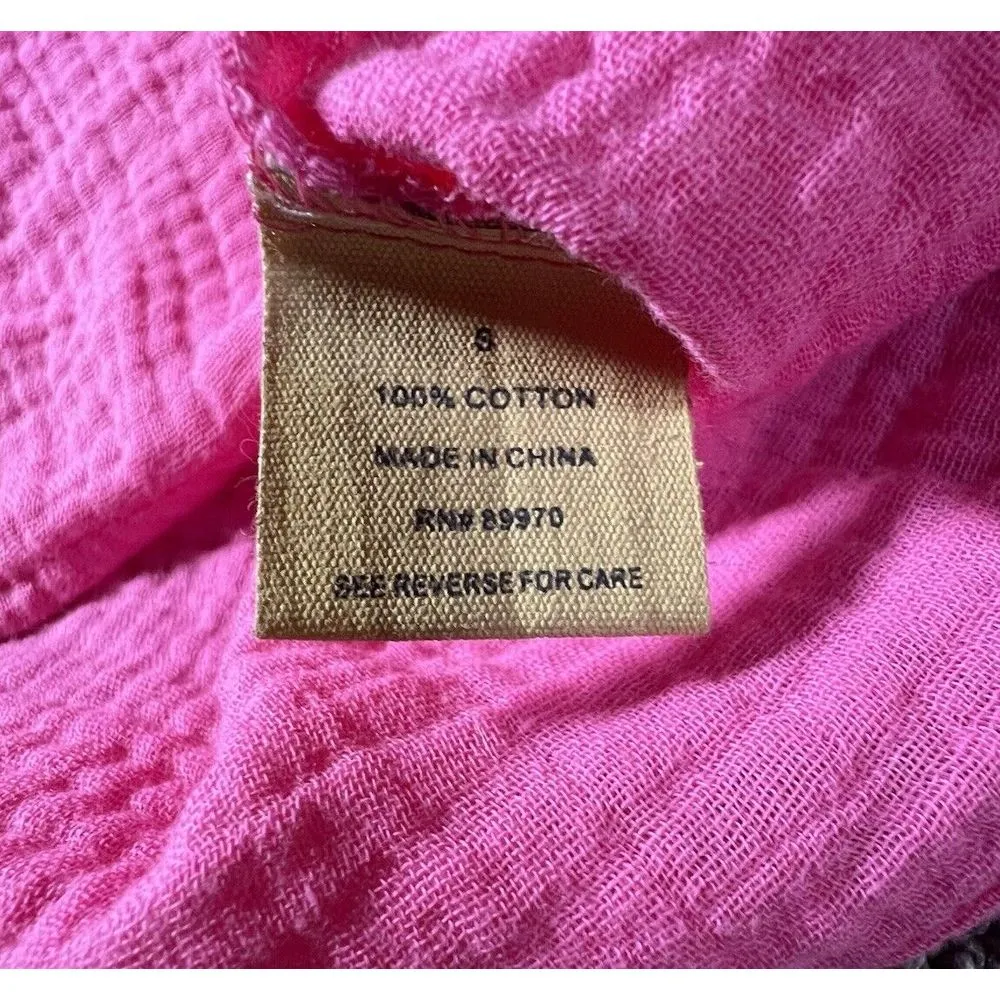 S
100% COTTON
MADE IN CHINA
RN# 89970
SEE REVERSE FOR CARE